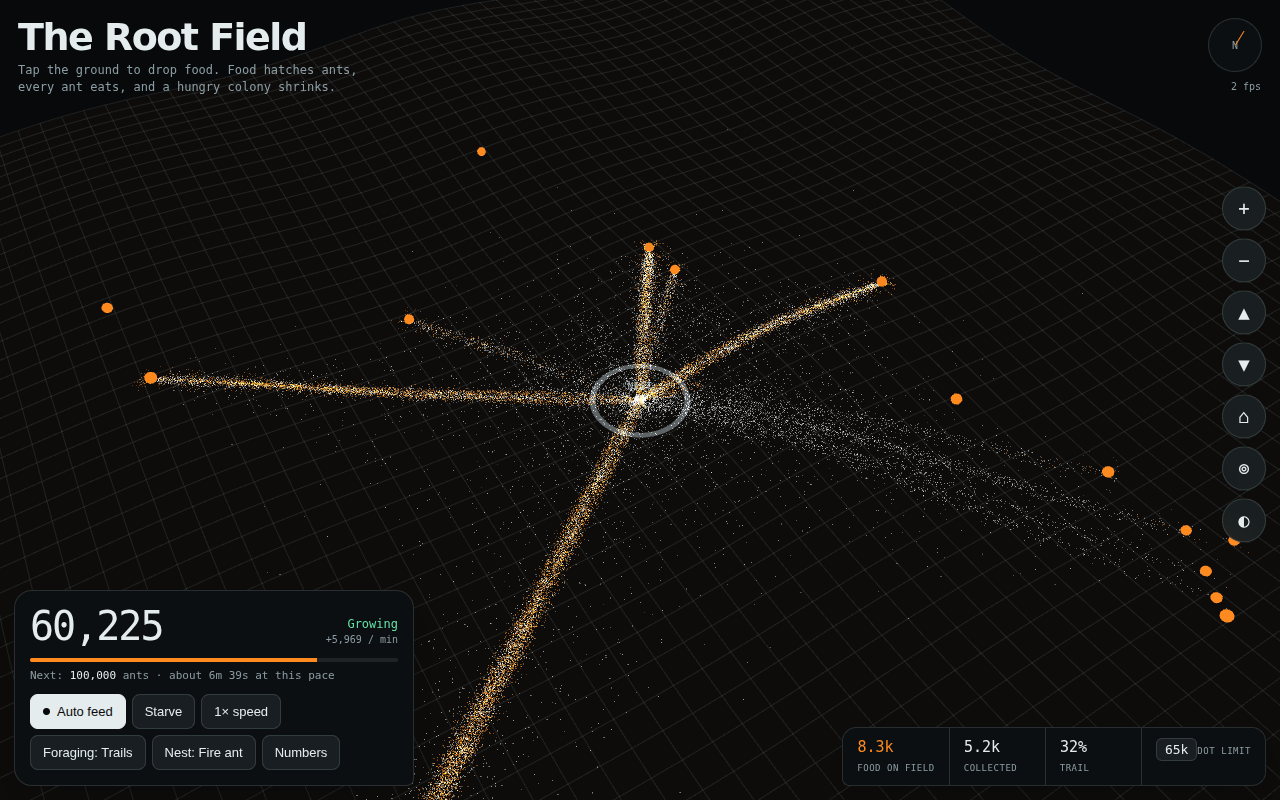 The Root Field
Tap the ground to drop food. Food hatches ants,
every ant eats, and a hungry colony shrinks.
N
2 fps
+
−
▲
▼
⌂
⊚
◐
60,225
Growing
+5,969 / min
Next: 100,000 ants · about 6m 39s at this pace
Auto feed
Starve
1× speed
Foraging: Trails
Nest: Fire ant
Numbers
8.3k
FOOD ON FIELD
5.2k
COLLECTED
32%
TRAIL
65k DOT LIMIT